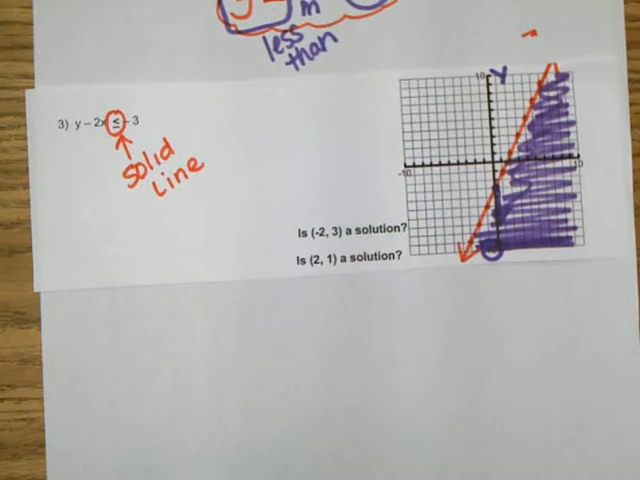 m
less
than
3) y – 2x ≤ -3
solid
line
10
y
-10
10
Is (-2, 3) a solution?
Is (2, 1) a solution?